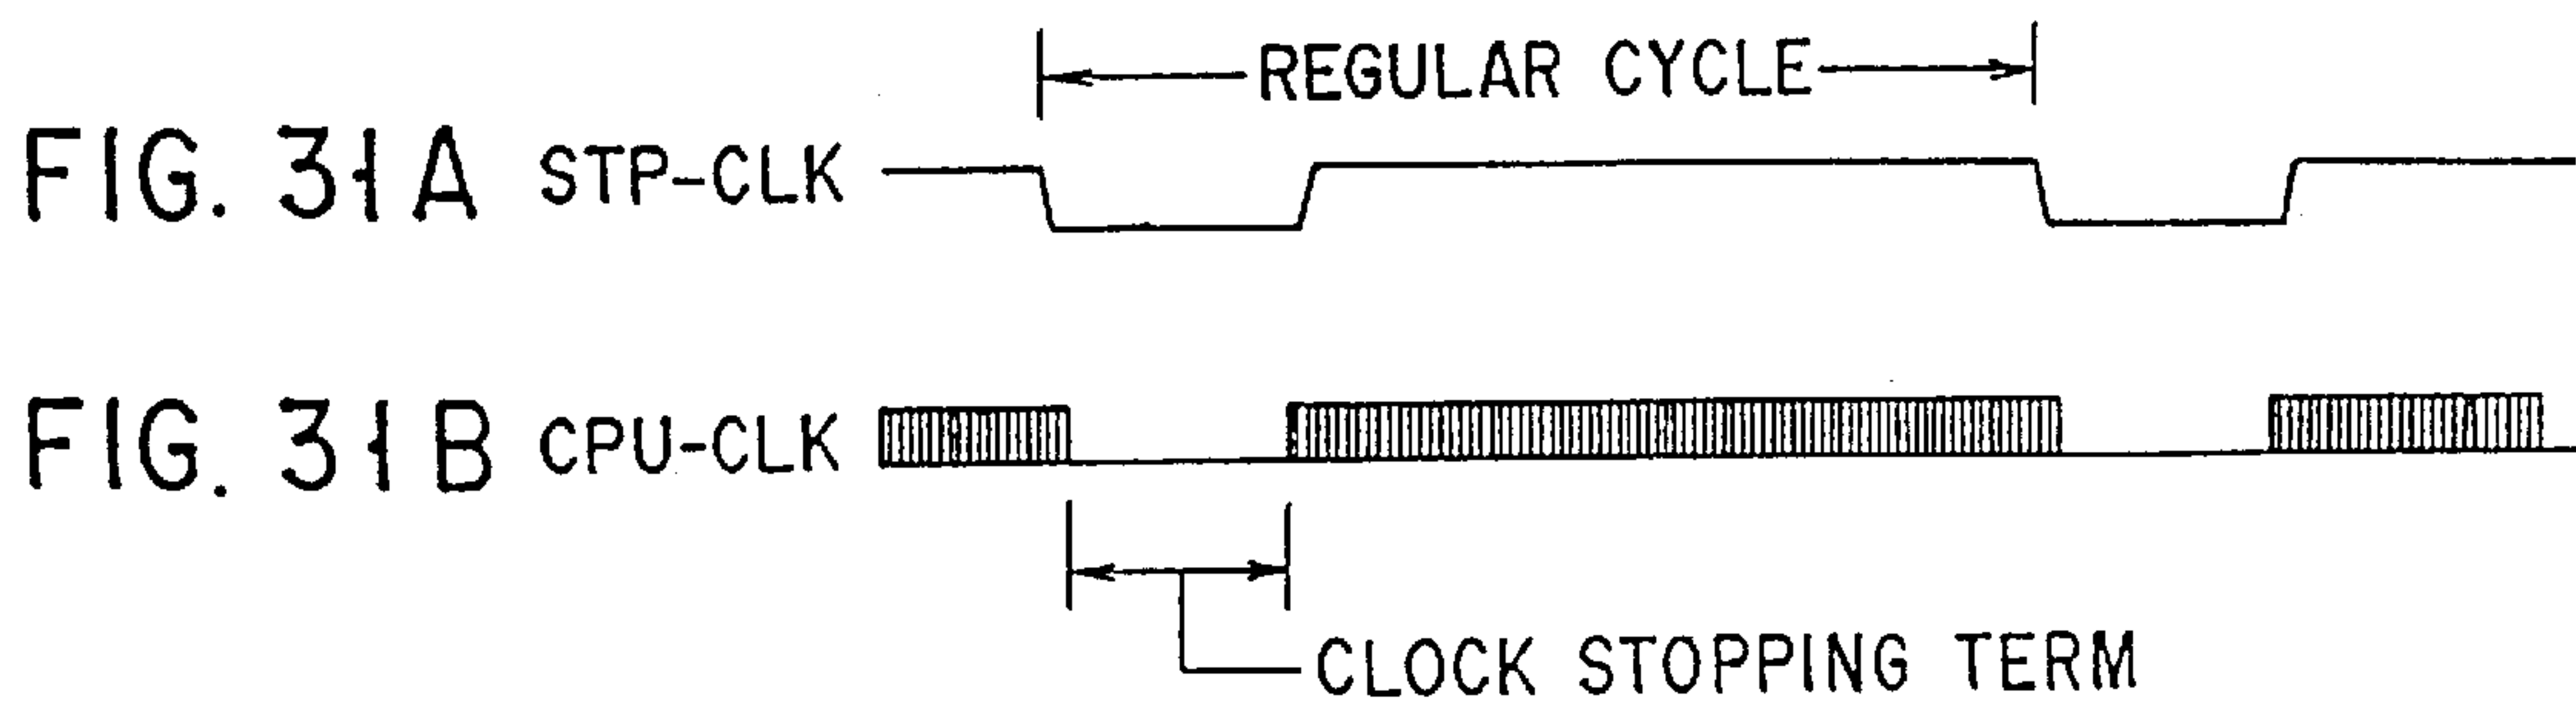 REGULAR CYCLE
FIG. 31A STP-CLK
FIG. 31B CPU-CLK
CLOCK STOPPING TERM